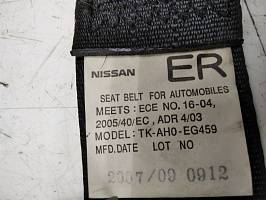 NISSAN ER
SEAT BELT FOR AUTOMOBILES
MEETS: ECE NO. 16-04,
2005/40/EC, ADR 4/03
MODEL: TK-AH0-EG459
MFD.DATE LOT NO
2007/09 0912